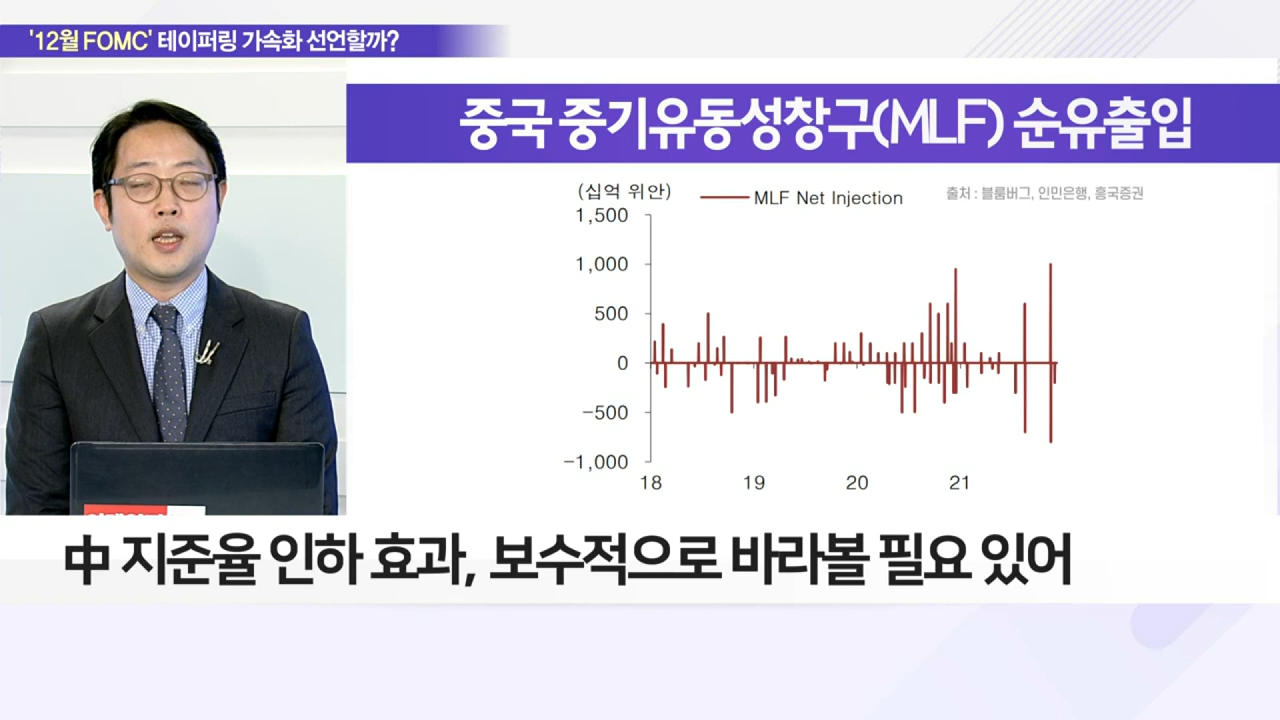 '12월 FOMC' 테이퍼링 가속화 선언할까?
중국 중기유동성창구(MLF) 순유출입
(십억 위안)
MLF Net Injection
출처 : 블룸버그, 인민은행, 흥국증권
1,500
1,000
500
0
−500
−1,000
18 19 20 21
中 지준율 인하 효과, 보수적으로 바라볼 필요 있어